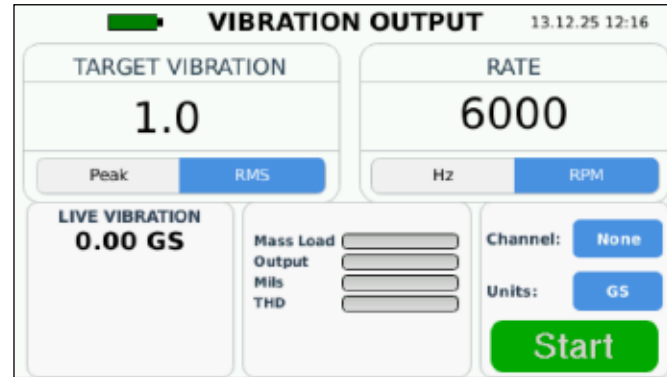 VIBRATION OUTPUT 13.12.25 12:16
TARGET VIBRATION
1.0
Peak RMS
RATE
6000
Hz RPM
LIVE VIBRATION
0.00 GS
Mass Load
Output
Mils
THD
Channel: None
Units: GS
Start